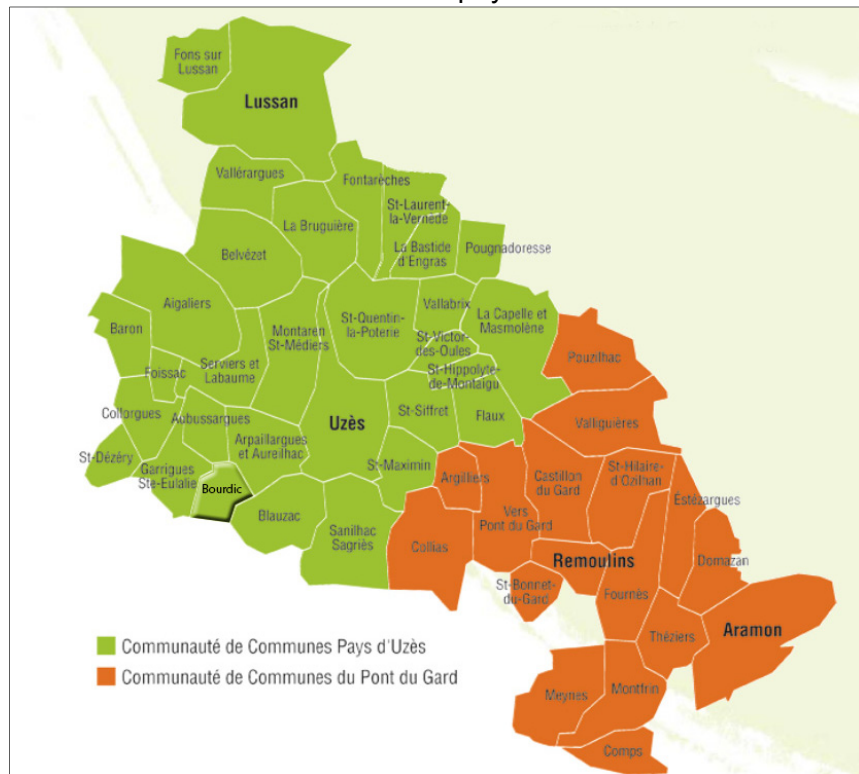 Fons sur
Lussan
Lussan
Vallérargues
Fontarèches
St-Laurent-
la-Vernède
La Bruguière
La Bastide
d'Engras
Pougnadoresse
Belvézet
Aigaliers
Vallabrix
La Capelle et
Masmolène
St-Quentin-
la-Poterie
Baron
Montaren
St-Médiers
St-Victor-
des-Oules
Pouzilhac
Foissac
Serviers et
Labaume
St-Hippolyte-
de-Montaigu
Collorgues
Aubussargues
Uzès
St-Siffret
Flaux
Valliguières
St-Dézéry
Arpaillargues
et Aureilhac
Garrigues
Ste-Eulalie
St-Maximin
Argilliers
Castillon
du Gard
St-Hilaire-
d'Ozilhan
Bourdic
Estézargues
Blauzac
Vers
Pont du Gard
Sanilhac
Sagriès
Collias
Remoulins
Domazan
St-Bonnet-
du-Gard
Fournès
Théziers
Aramon
Communauté de Communes Pays d'Uzès
Communauté de Communes du Pont du Gard
Meynes
Montfrin
Comps